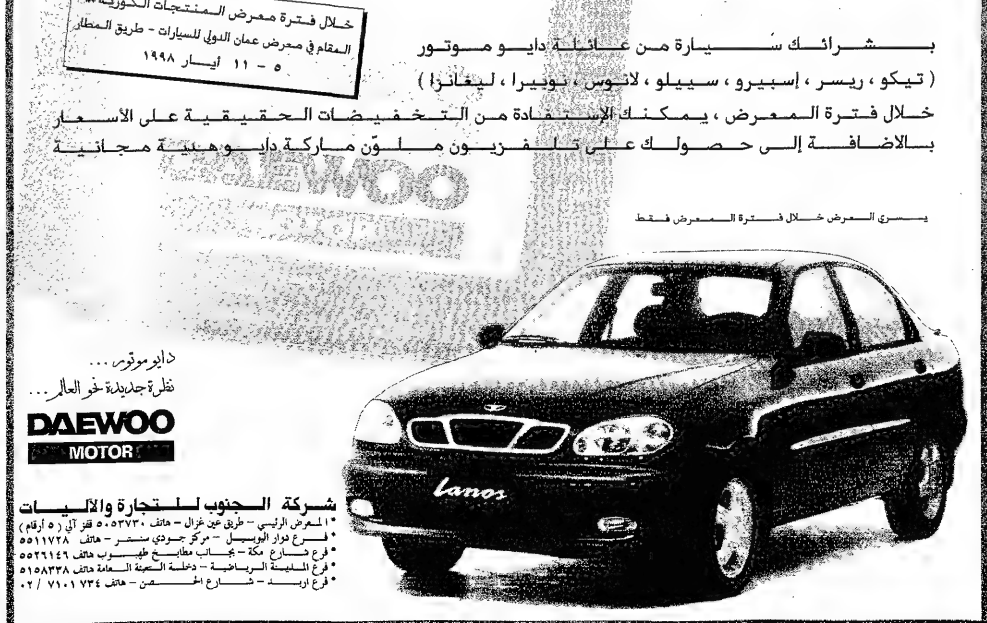 خلال فترة معرض المنتجات الكورية
المقام في معرض عمان الدولي للسيارات - طريق المطار
٥ - ١١ أيار ١٩٩٨
بشرائك سيارة من عائلة دايو موتور
( تيكو ، ريسر ، إسبيرو ، سييلو ، لانوس ، نوبيرا ، ليغانزا )
خلال فترة المعرض ، يمكنك الإستفادة من التخفيضات الحقيقية على الأسعار
بالاضافة إلى حصولك على تلفزيون ملوّن ماركة دايو هدية مجانية
DAEWOO
يسري العرض خلال فترة المعرض فقط
دايو موتور ...
نظرة جديدة نحو العالم ...
DAEWOO
MOTOR
Lanos
شركة الجنوب للتجارة والآليات
* المعرض الرئيسي - طريق عين غزال - هاتف ٥٠٥٣٧٣٠ قفز آلي ( ٥ أرقام )
* فرع دوار اليوبيل - مركز جودي سنتر - هاتف ٥٥١١٧٢٨
* فرع شارع مكة - بجانب مطابخ طهبوب هاتف ٥٥٢٦١٤٦
* فرع المدينة الرياضية - دخلة التعبئة العامة هاتف ٥١٥٨٣٣٨
* فرع اربد - شارع الحصن - هاتف ٧١٠١٧٣٤ / ٠٢